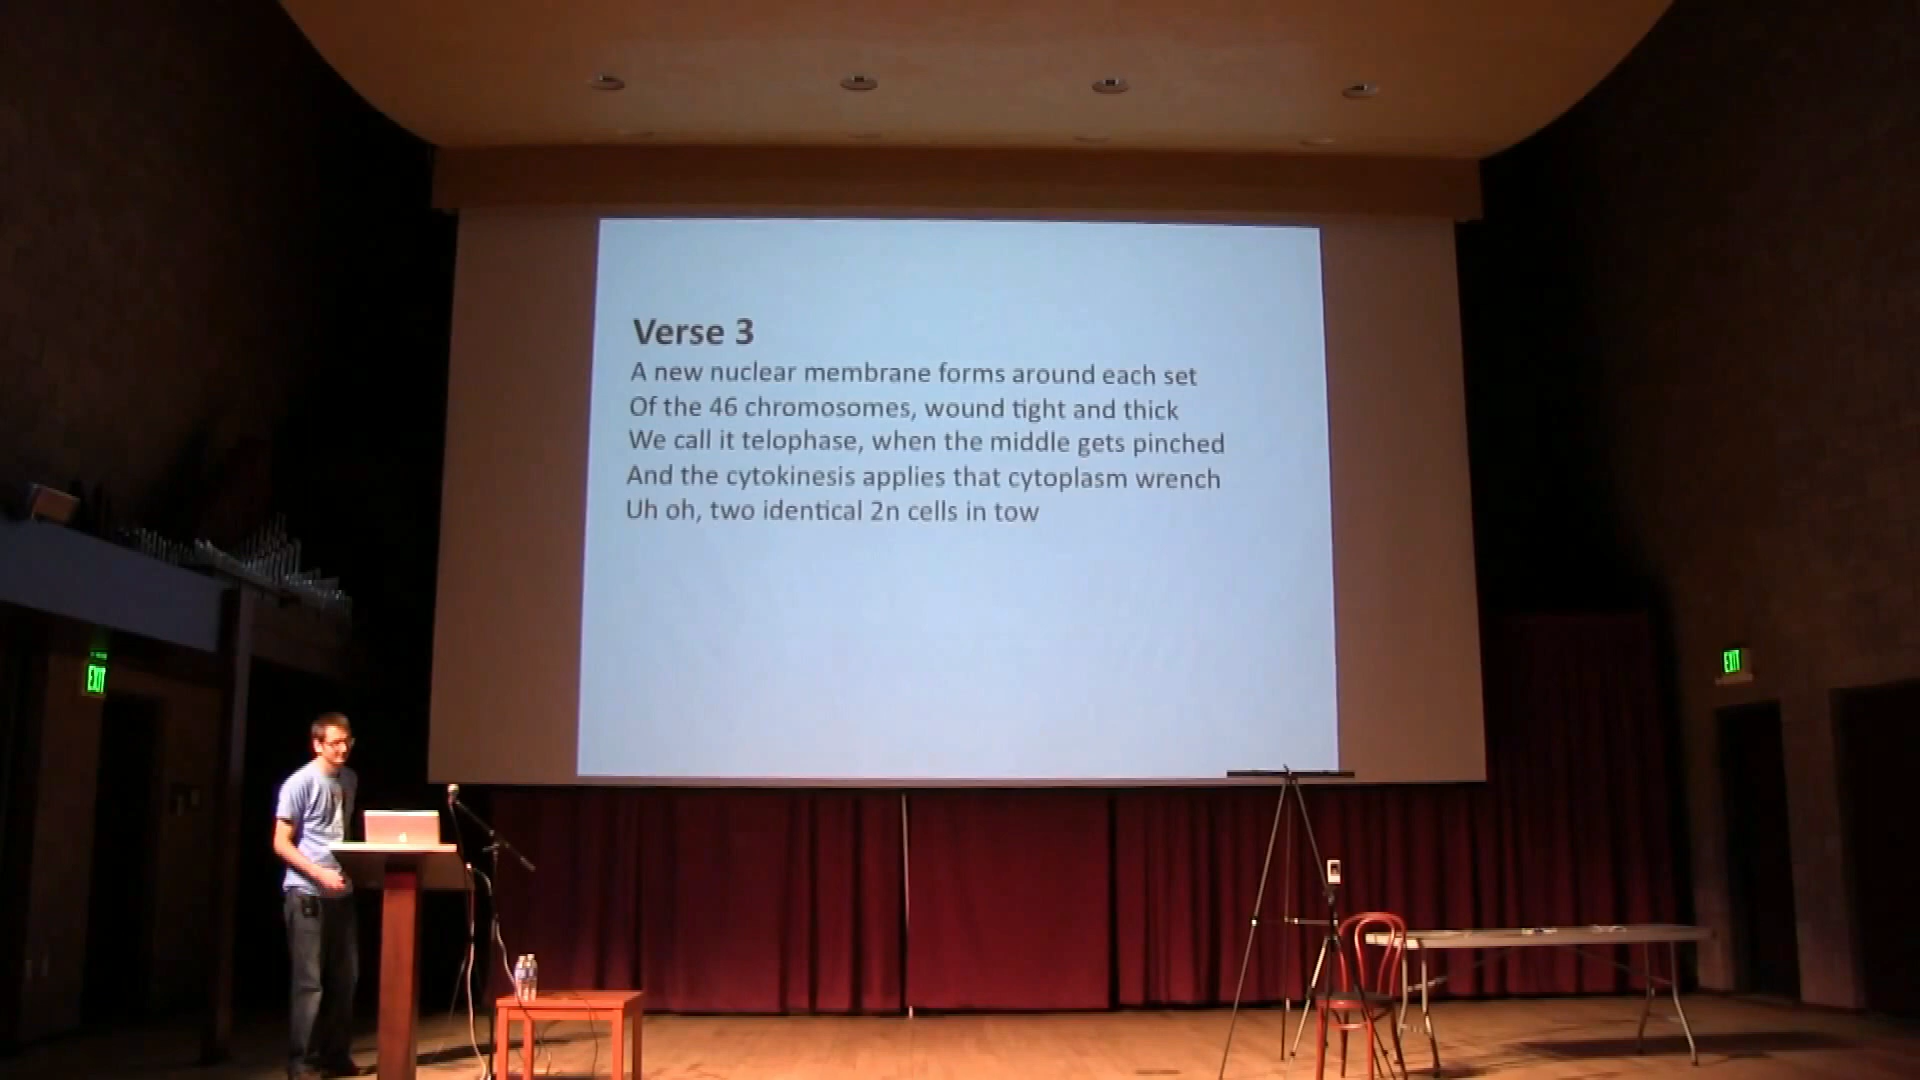 Verse 3
A new nuclear membrane forms around each set
Of the 46 chromosomes, wound tight and thick
We call it telophase, when the middle gets pinched
And the cytokinesis applies that cytoplasm wrench
Uh oh, two identical 2n cells in tow
EXIT
EXIT